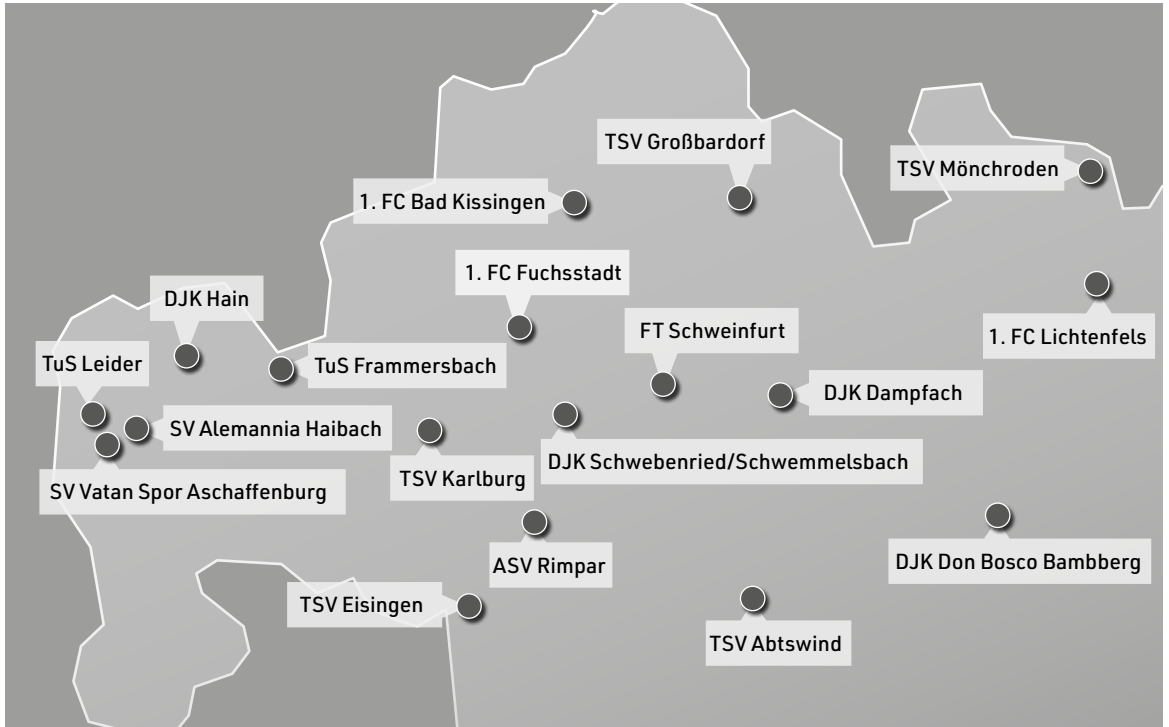 TSV Großbardorf
TSV Mönchroden
1. FC Bad Kissingen
1. FC Fuchsstadt
DJK Hain
FT Schweinfurt
1. FC Lichtenfels
TuS Leider
TuS Frammersbach
DJK Dampfach
SV Alemannia Haibach
DJK Schwebenried/Schwemmelsbach
TSV Karlburg
SV Vatan Spor Aschaffenburg
DJK Don Bosco Bambberg
ASV Rimpar
TSV Eisingen
TSV Abtswind